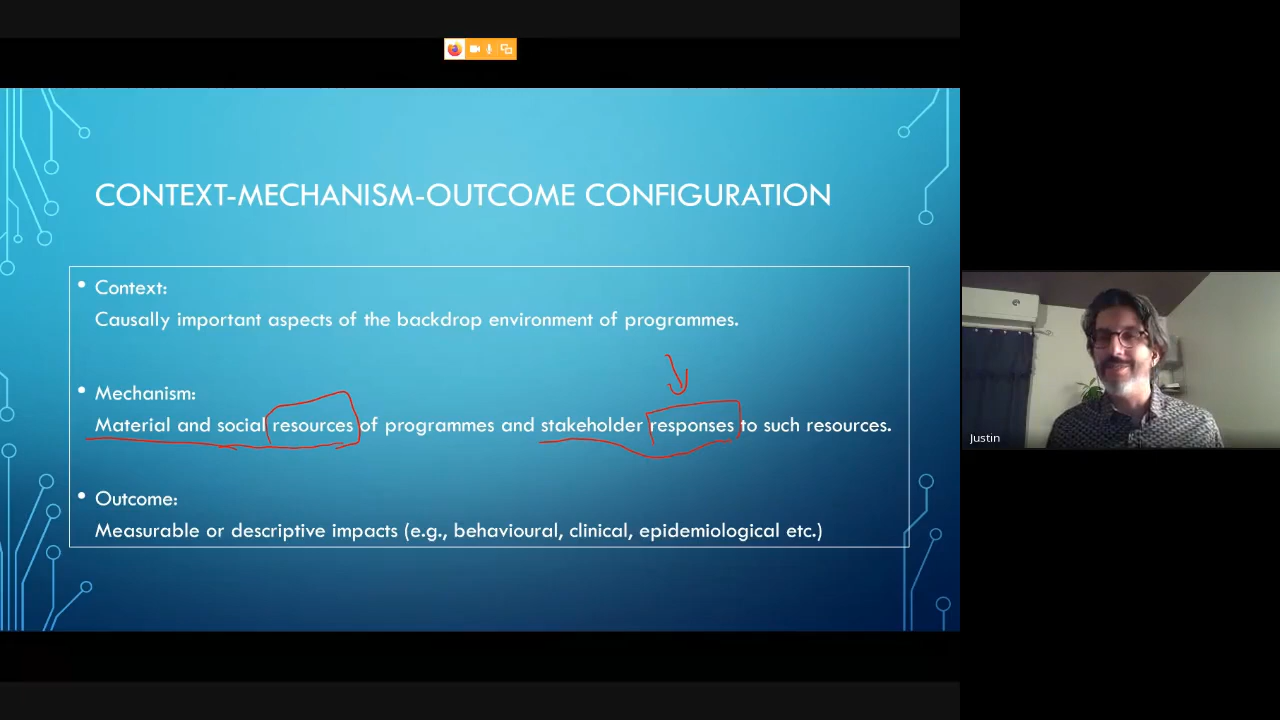 CONTEXT-MECHANISM-OUTCOME CONFIGURATION
• Context:
Causally important aspects of the backdrop environment of programmes.
• Mechanism:
Material and social resources of programmes and stakeholder responses to such resources.
• Outcome:
Measurable or descriptive impacts (e.g., behavioural, clinical, epidemiological etc.)
Justin